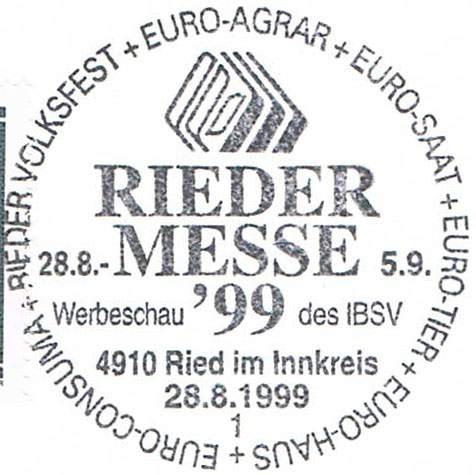 RIEDER VOLKSFEST + EURO-AGRAR + EURO-SAAT + EURO-TIER + EURO-HAUS + EURO-CONSUMA +
RIEDER
28.8.- MESSE 5.9.
Werbeschau '99 des IBSV
4910 Ried im Innkreis
28.8.1999
1